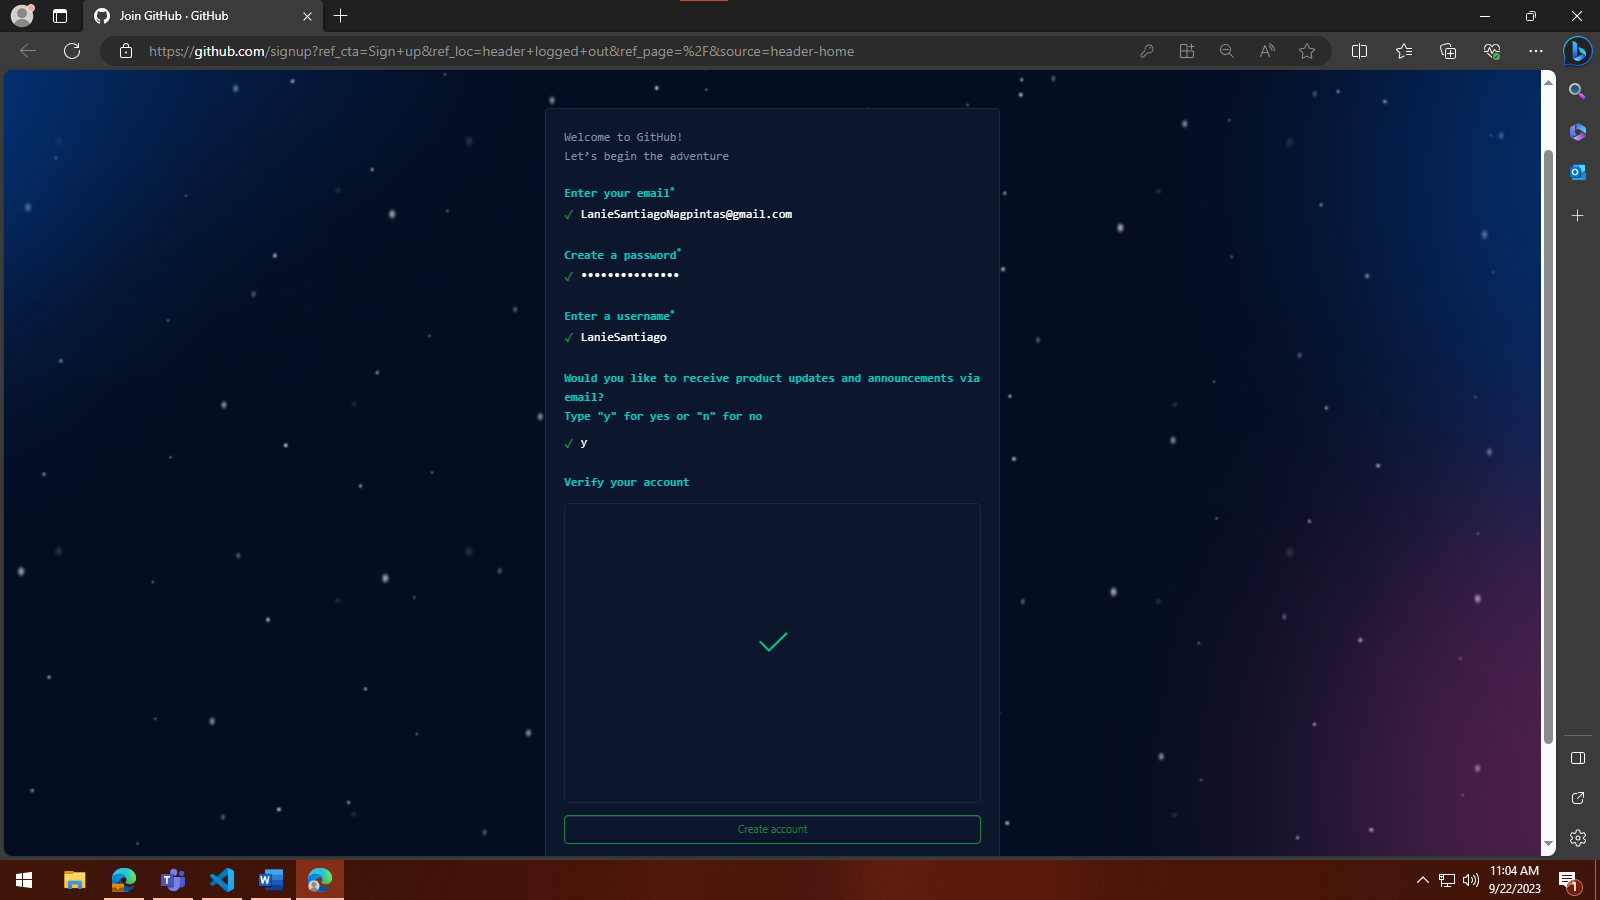 Join GitHub · GitHub
https://github.com/signup?ref_cta=Sign+up&ref_loc=header+logged+out&ref_page=%2F&source=header-home
Welcome to GitHub!
Let's begin the adventure
Enter your email*
✓ LanieSantiagoNagpintas@gmail.com
Create a password*
✓ •••••••••••••••
Enter a username*
✓ LanieSantiago
Would you like to receive product updates and announcements via
email?
Type "y" for yes or "n" for no
✓ y
Verify your account
Create account
11:04 AM
9/22/2023
1